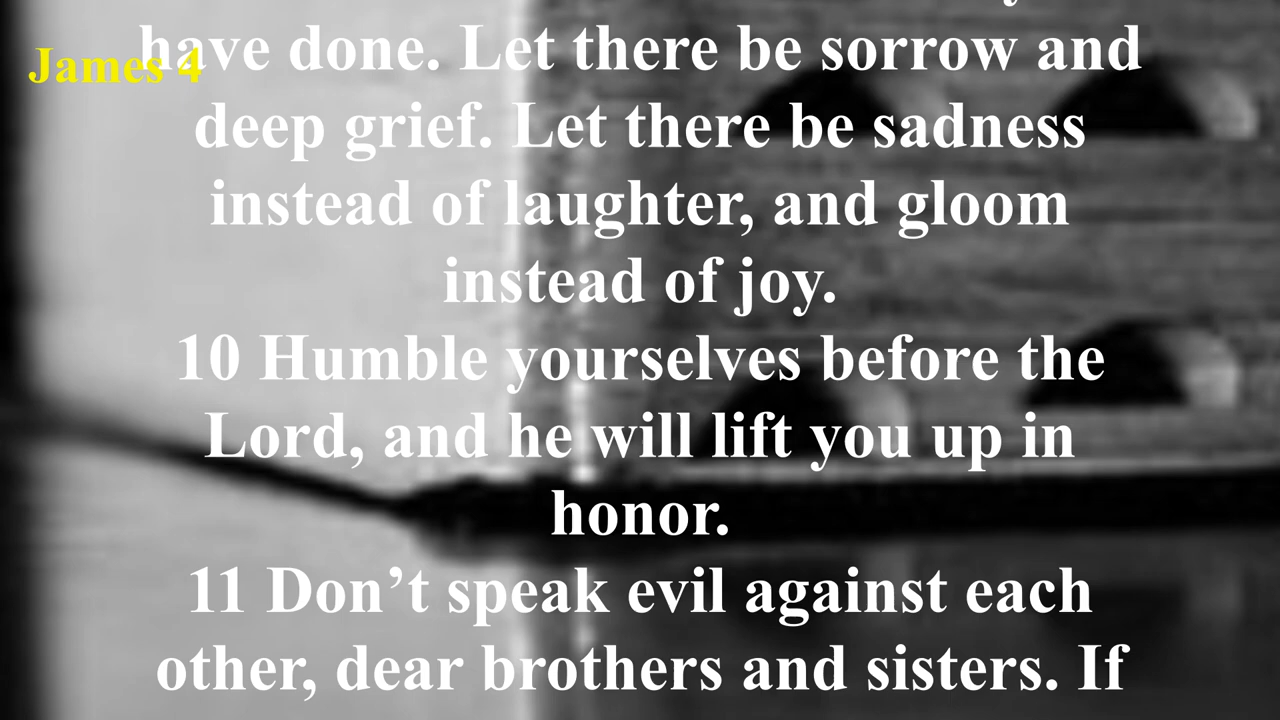 James 4
have done. Let there be sorrow and
deep grief. Let there be sadness
instead of laughter, and gloom
instead of joy.
10 Humble yourselves before the
Lord, and he will lift you up in
honor.
11 Don’t speak evil against each
other, dear brothers and sisters. If